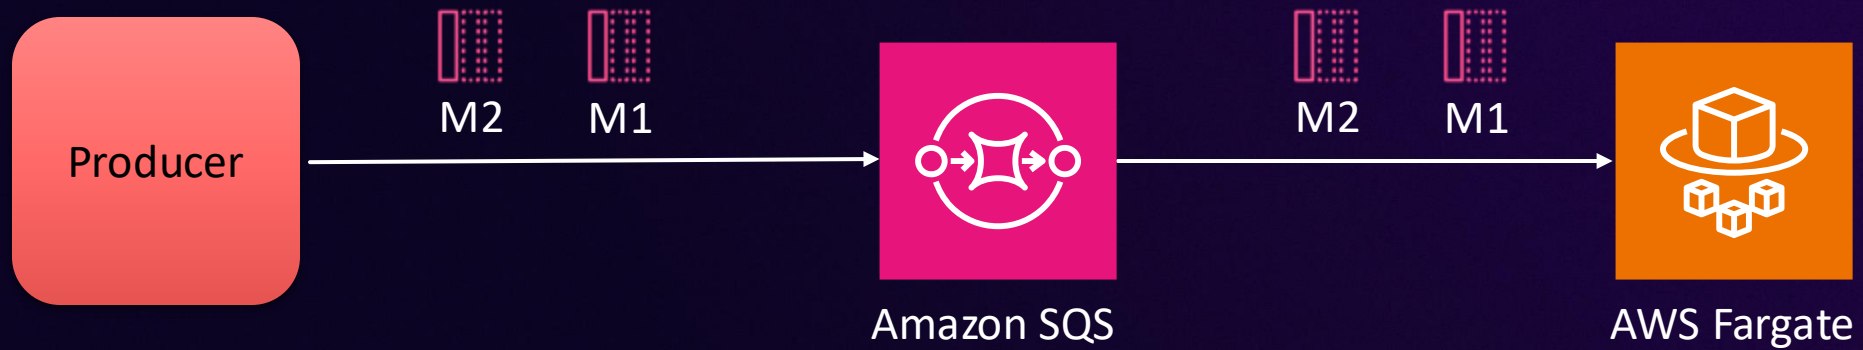 M2
M1
M2
M1
Producer
Amazon SQS
AWS Fargate